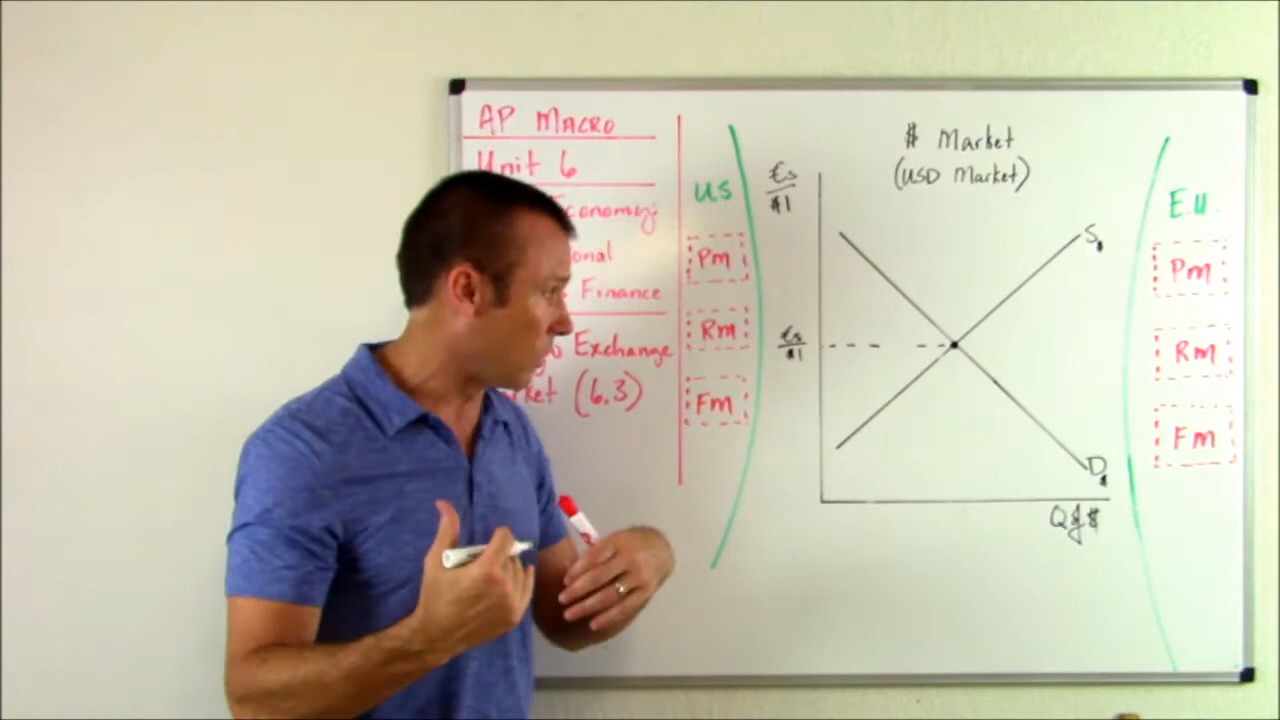 AP Macro
Unit 6
Economy:
Finance
Exchange
(6.3)
US
Pm
Rm
Fm
$ Market
(USD Market)
€s
$1
S$
€s
$1
D$
Q of $
E.U.
Pm
Rm
Fm